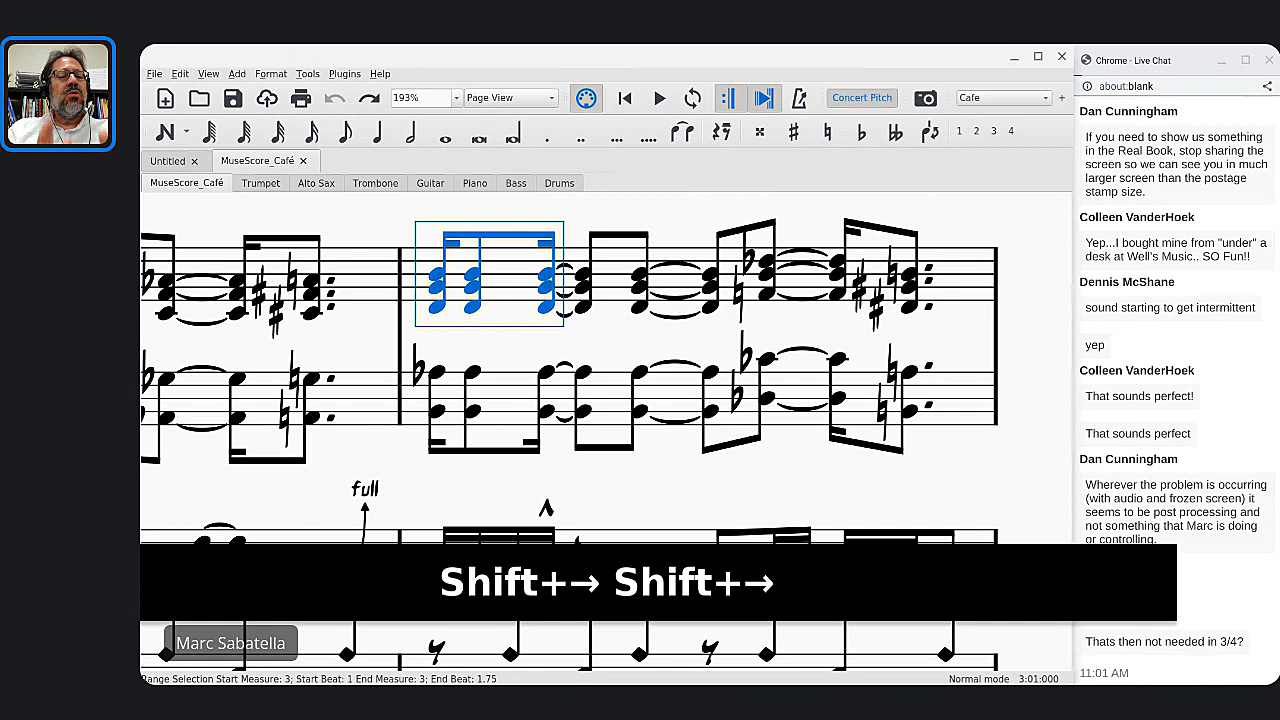 File Edit View Add Format Tools Plugins Help
193% Page View Concert Pitch Cafe +
1 2 3 4
Untitled × MuseScore_Café ×
MuseScore_Café Trumpet Alto Sax Trombone Guitar Piano Bass Drums
full
Shift+→ Shift+→
Marc Sabatella
Range Selection Start Measure: 3; Start Beat: 1 End Measure: 3; End Beat: 1.75
Normal mode 3:01:000
Chrome - Live Chat
about:blank
Dan Cunningham
If you need to show us something
in the Real Book, stop sharing the
screen so we can see you in much
larger screen than the postage
stamp size.
Colleen VanderHoek
Yep...I bought mine from "under" a
desk at Well's Music.. SO Fun!!
Dennis McShane
sound starting to get intermittent
yep
Colleen VanderHoek
That sounds perfect!
That sounds perfect
Dan Cunningham
Wherever the problem is occurring
(with audio and frozen screen) it
seems to be post processing and
not something that Marc is doing
or controlling.
Thats then not needed in 3/4?
11:01 AM